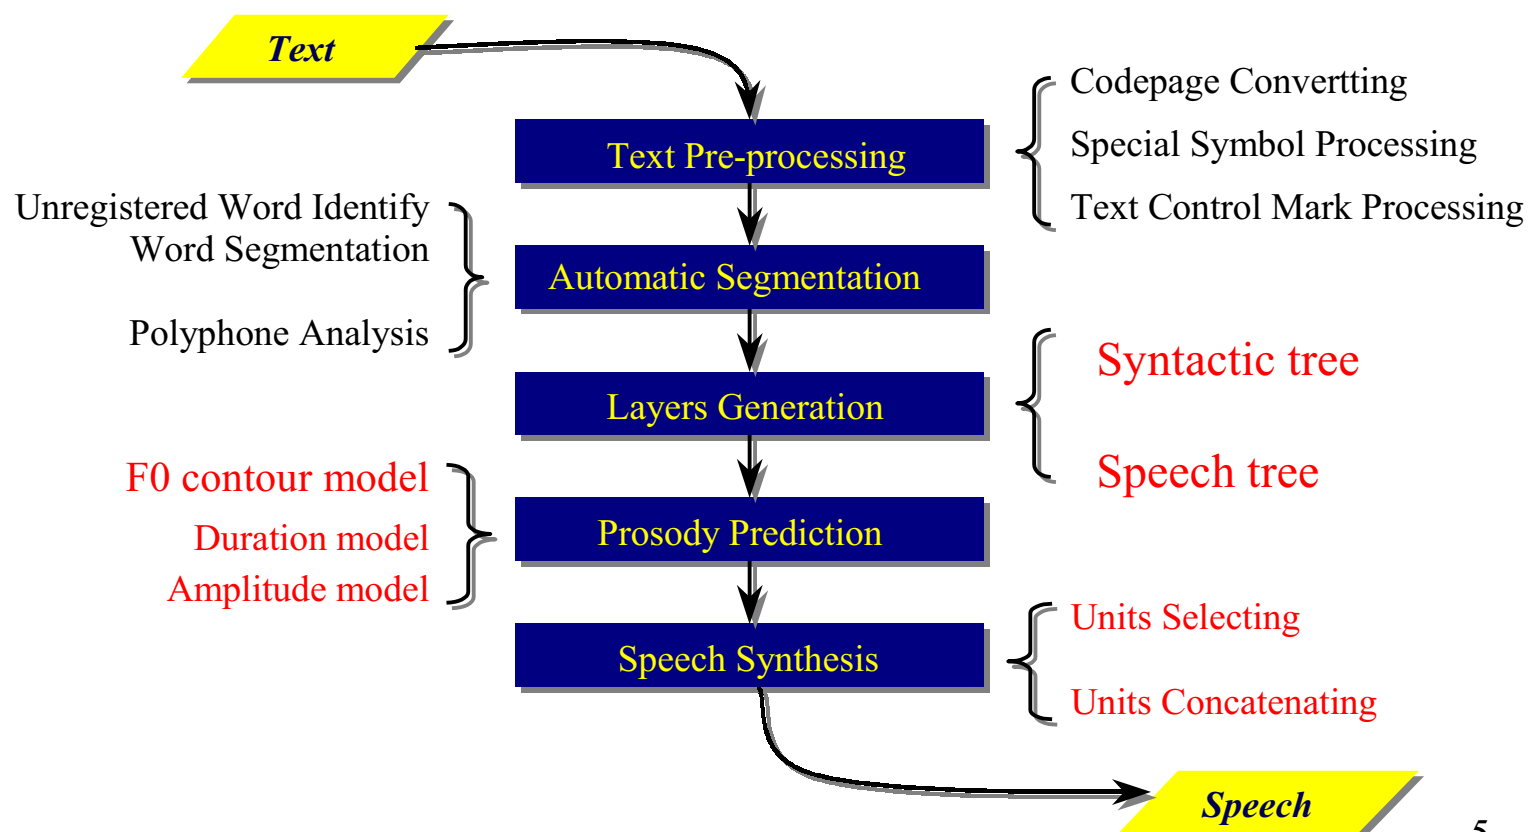 Text
Codepage Convertting
Text Pre-processing
Special Symbol Processing
Text Control Mark Processing
Unregistered Word Identify
Word Segmentation
Automatic Segmentation
Polyphone Analysis
Syntactic tree
Layers Generation
Speech tree
F0 contour model
Prosody Prediction
Duration model
Amplitude model
Units Selecting
Speech Synthesis
Units Concatenating
Speech
5